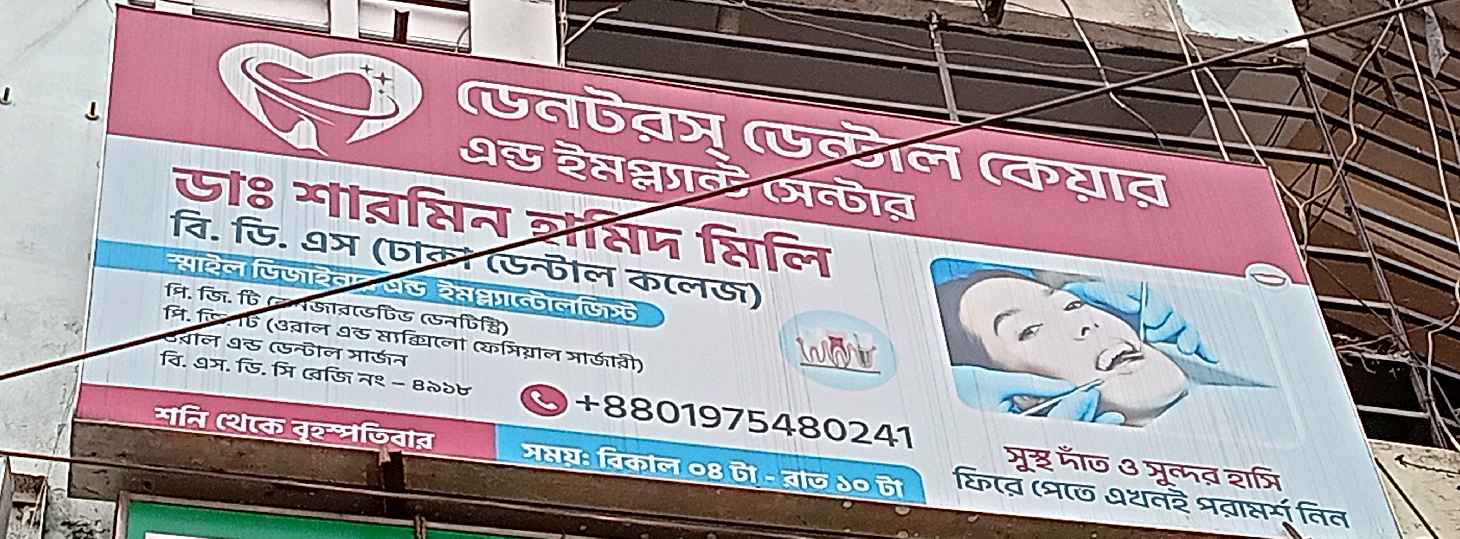 ডেনটরস্ ডেন্টাল কেয়ার
এন্ড ইমপ্ল্যান্ট সেন্টার
ডাঃ শারমিন হামিদ মিলি
বি. ডি. এস (ঢাকা ডেন্টাল কলেজ)
স্মাইল ডিজাইনার এন্ড ইমপ্ল্যান্টোলজিস্ট
পি. জি. টি (কনজারভেটিভ ডেনটিষ্ট্রি)
পি. জি. টি (ওরাল এন্ড ম্যাক্সিলো ফেসিয়াল সার্জারী)
ওরাল এন্ড ডেন্টাল সার্জন
বি. এস. ডি. সি রেজি নং – ৪৯১৮
+8801975480241
শনি থেকে বৃহস্পতিবার
সময়: বিকাল ০৪ টা - রাত ১০ টা
সুস্থ দাঁত ও সুন্দর হাসি
ফিরে পেতে এখনই পরামর্শ নিন